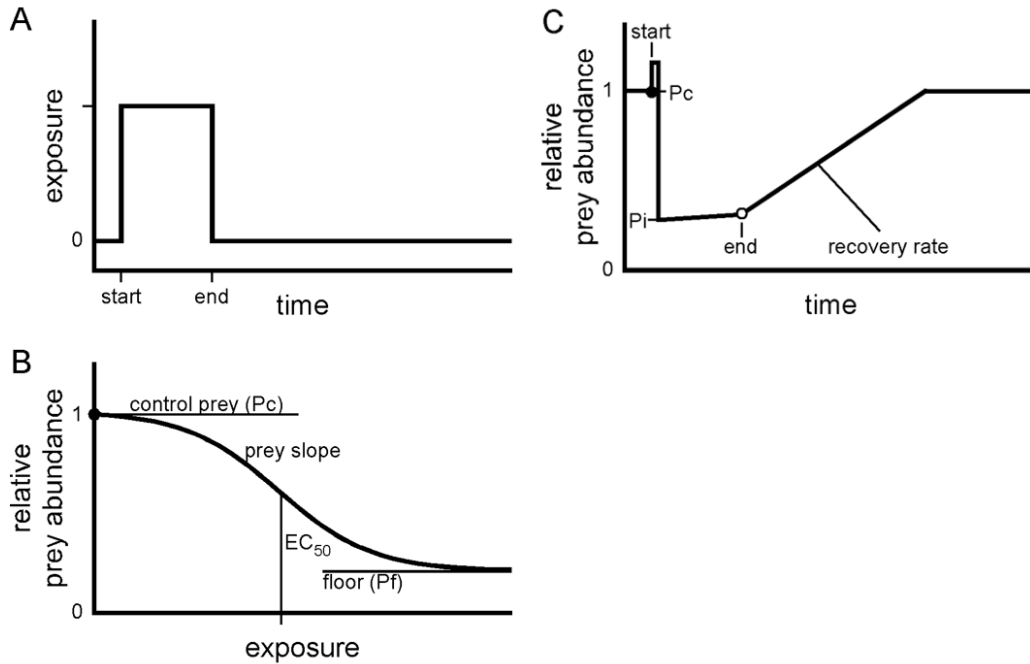 A
exposure
0
start
end
time
B
relative
prey abundance
1
control prey (Pc)
prey slope
EC50
floor (Pf)
0
exposure
C
relative
prey abundance
start
1
Pc
Pi
end
recovery rate
0
time